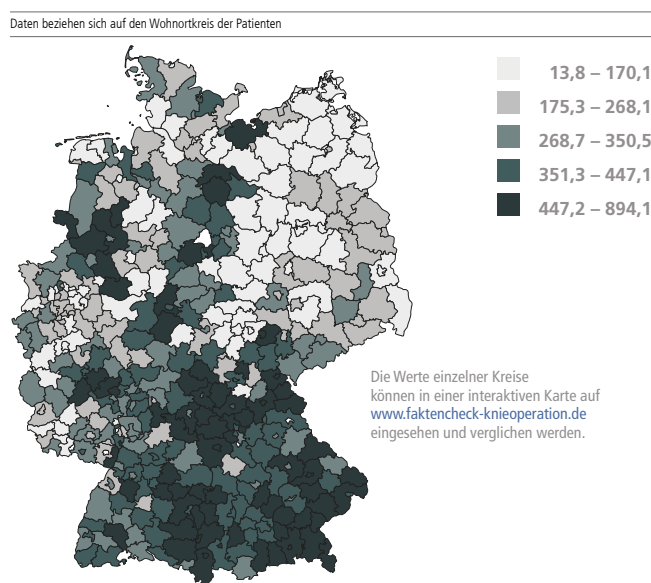 Daten beziehen sich auf den Wohnortkreis der Patienten
13,8 – 170,1
175,3 – 268,1
268,7 – 350,5
351,3 – 447,1
447,2 – 894,1
Die Werte einzelner Kreise
können in einer interaktiven Karte auf
www.faktencheck-knieoperation.de
eingesehen und verglichen werden.